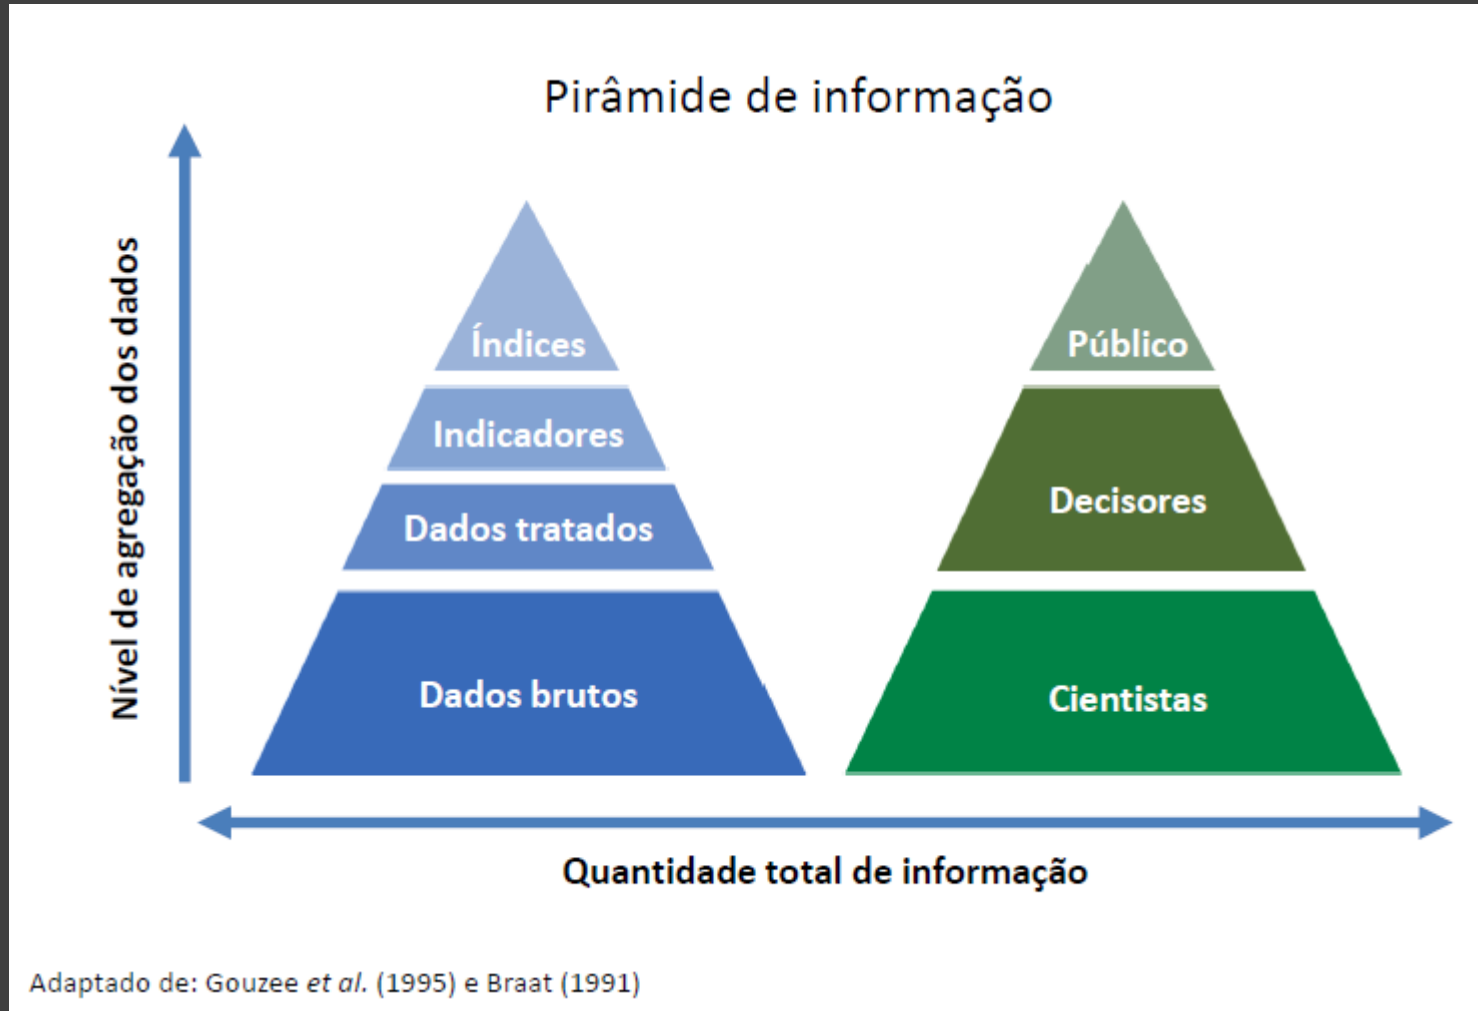 Pirâmide de informação
Nível de agregação dos dados
Índices
Indicadores
Dados tratados
Dados brutos
Público
Decisores
Cientistas
Quantidade total de informação
Adaptado de: Gouzee et al. (1995) e Braat (1991)